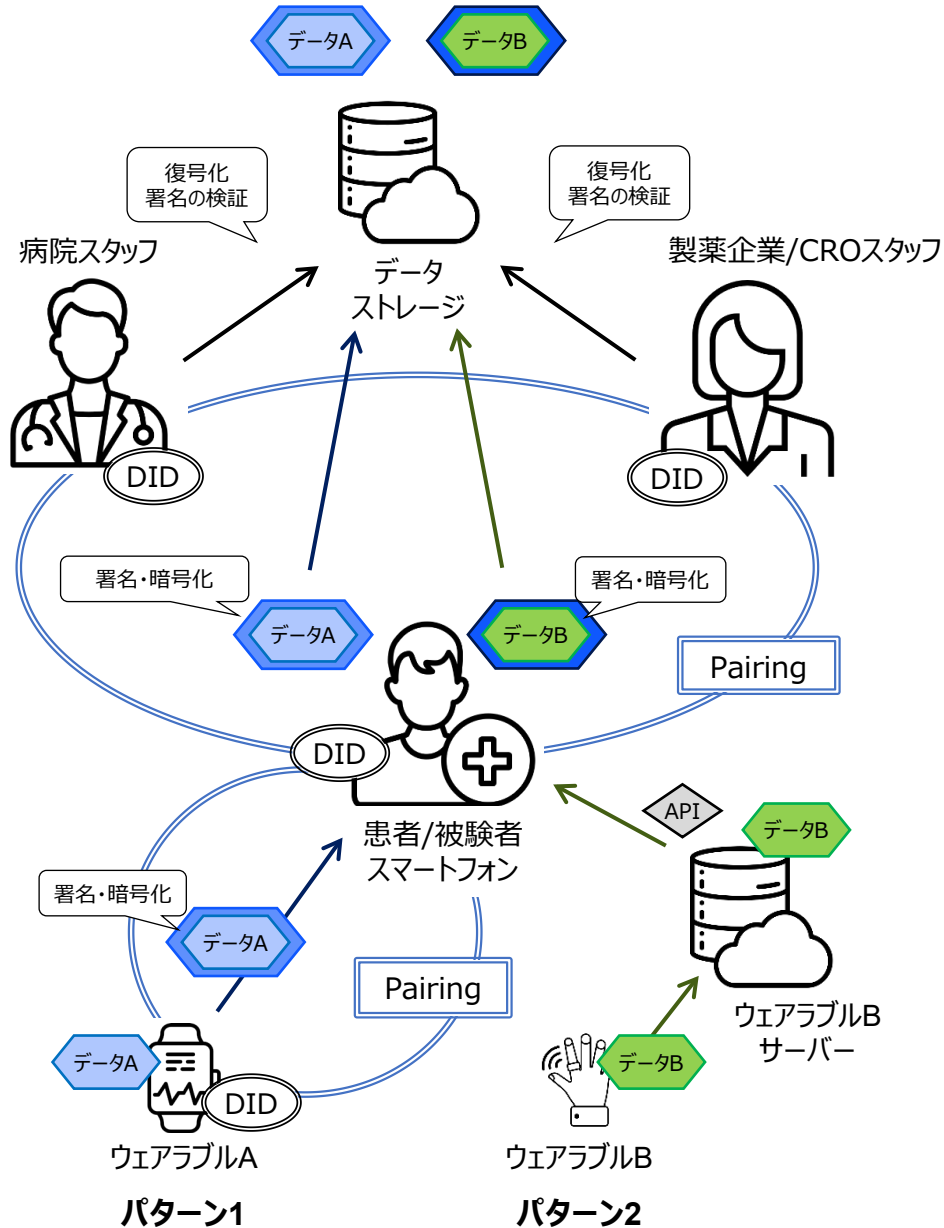 データA
データB
復号化
署名の検証
復号化
署名の検証
病院スタッフ
製薬企業/CROスタッフ
データ
ストレージ
DID
DID
署名・暗号化
署名・暗号化
データA
データB
Pairing
DID
API
データB
患者/被験者
スマートフォン
署名・暗号化
データA
Pairing
ウェアラブルB
サーバー
データA
データB
DID
ウェアラブルA
ウェアラブルB
パターン1
パターン2